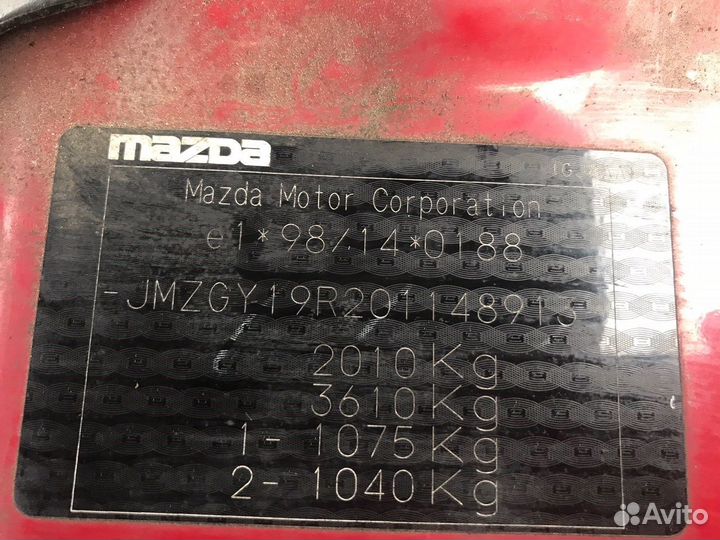 mazda
Mazda Motor Corporation
e1*98/14*0188
-JMZGY19R201148913
2010Kg
3610Kg
1- 1075Kg
2- 1040Kg
Avito